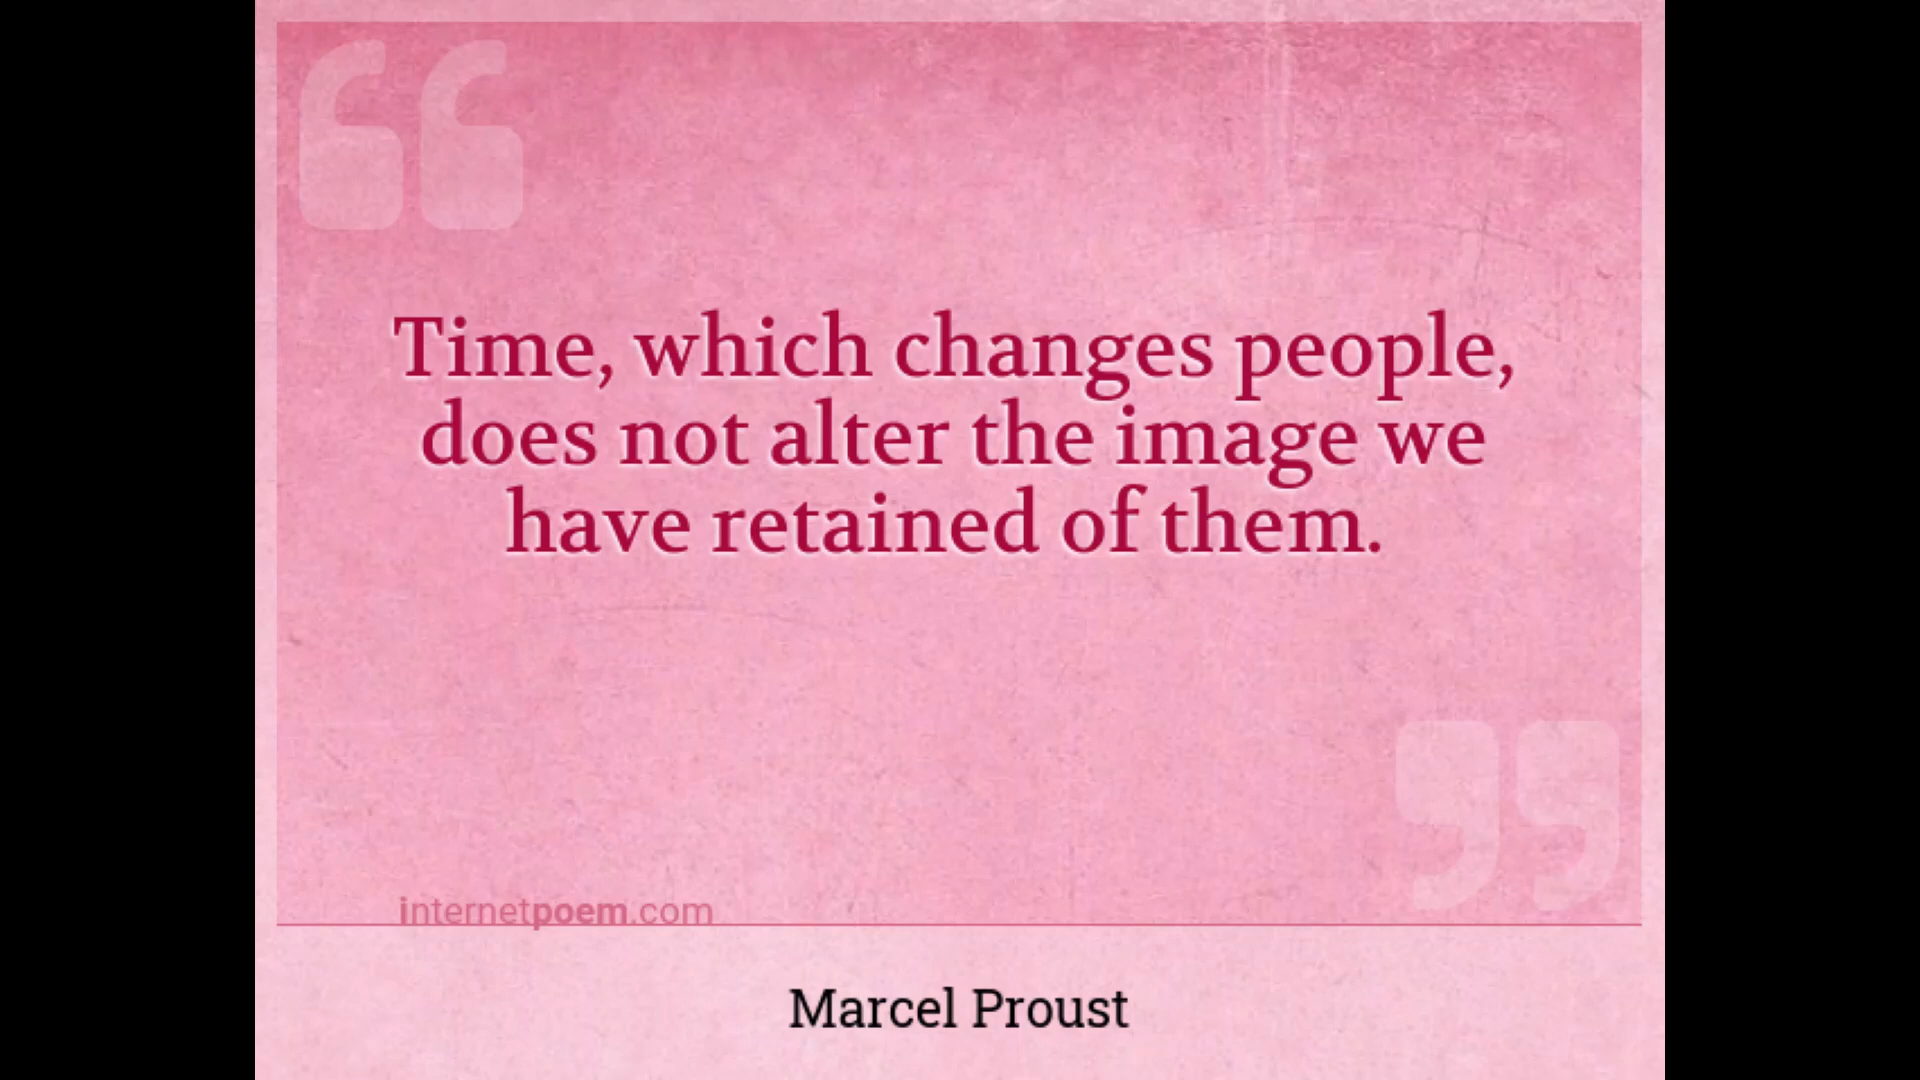 Time, which changes people,
does not alter the image we
have retained of them.
internetpoem.com
Marcel Proust